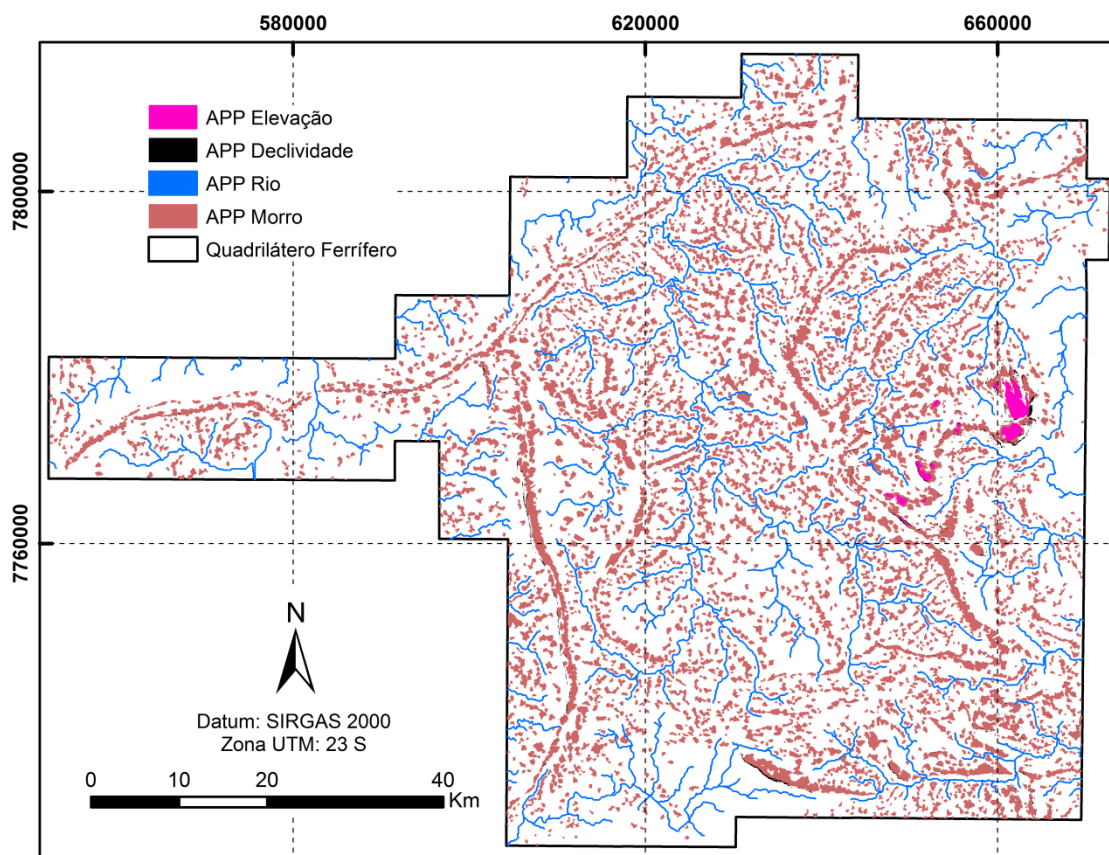 580000
620000
660000
7800000
7760000
APP Elevação
APP Declividade
APP Rio
APP Morro
Quadrilátero Ferrífero
N
Datum: SIRGAS 2000
Zona UTM: 23 S
0 10 20 40
Km